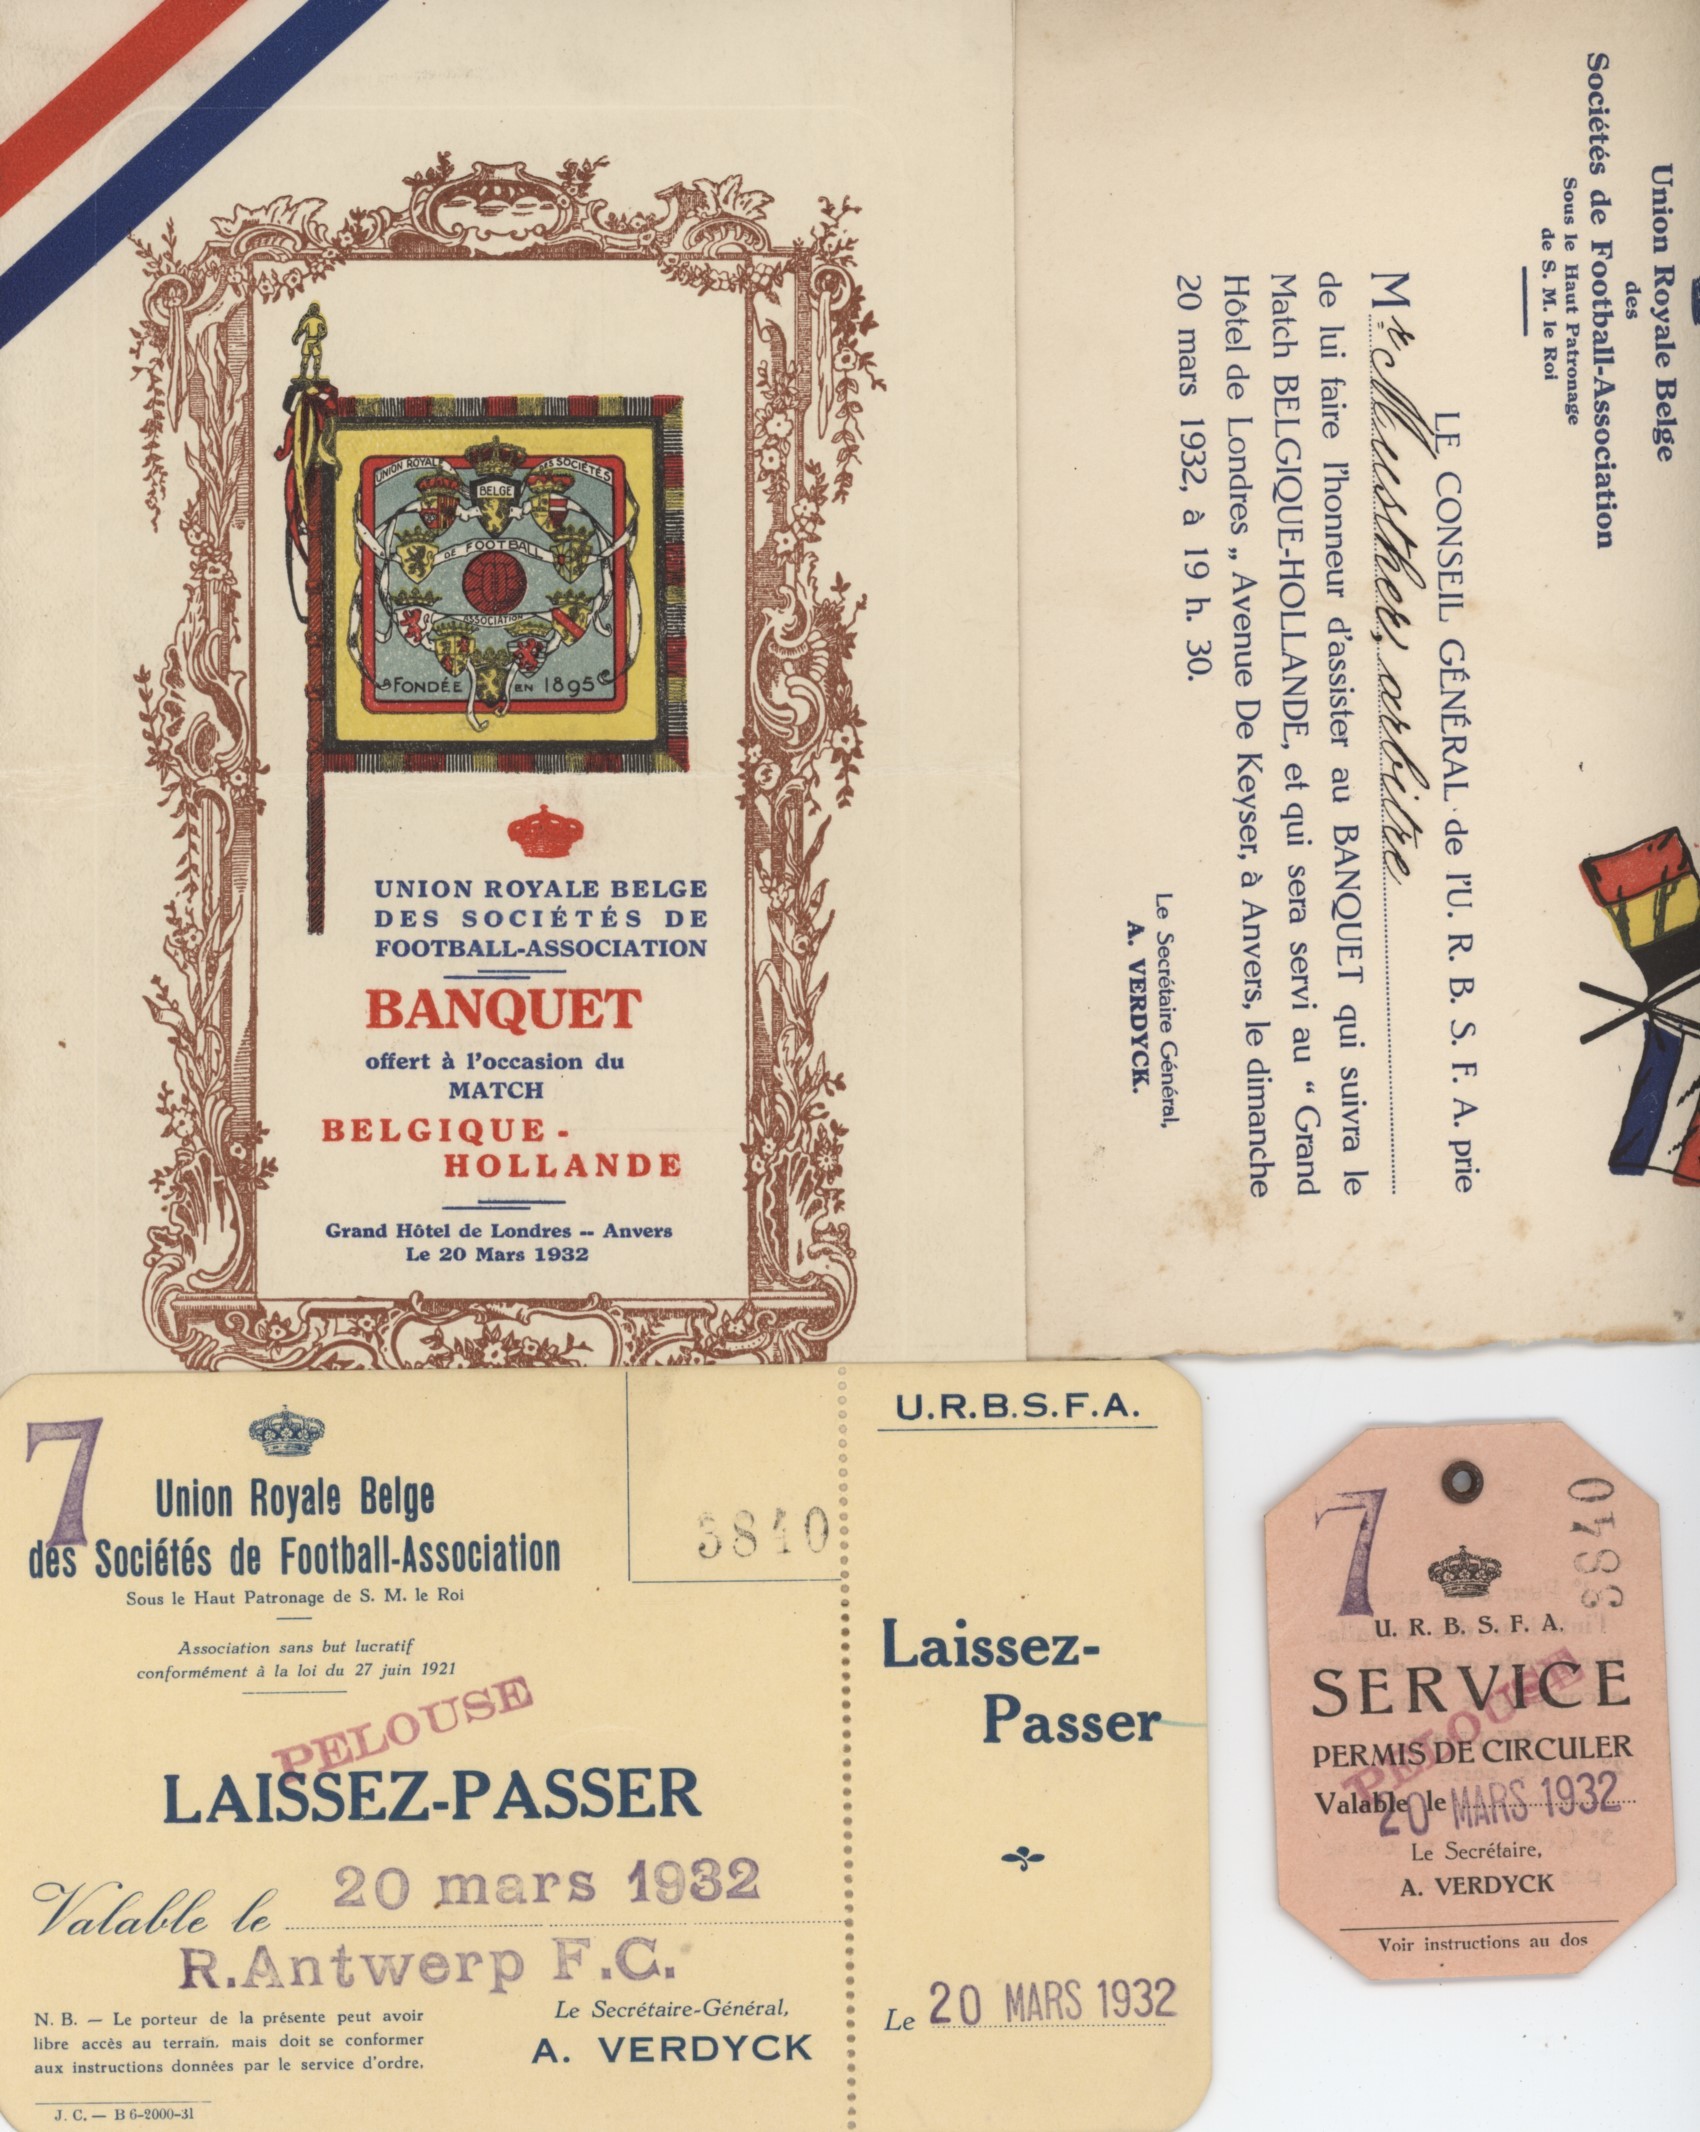 UNION ROYALE
BELGE
DES SOCIÉTÉS
DE FOOTBALL
ASSOCIATION
FONDÉE EN 1895
UNION ROYALE BELGE
DES SOCIÉTÉS DE
FOOTBALL-ASSOCIATION
BANQUET
offert à l'occasion du
MATCH
BELGIQUE -
HOLLANDE
Grand Hôtel de Londres -- Anvers
Le 20 Mars 1932
Union Royale Belge
des
Sociétés de Football-Association
Sous le Haut Patronage
de S. M. le Roi
LE CONSEIL GÉNÉRAL de l'U. R. B. S. F. A. prie
Mr arbitre
de lui faire l'honneur d'assister au BANQUET qui suivra le
Match BELGIQUE-HOLLANDE, et qui sera servi au “ Grand
Hôtel de Londres „ Avenue De Keyser, à Anvers, le dimanche
20 mars 1932, à 19 h. 30.
Le Secrétaire Général,
A. VERDYCK.
7
Union Royale Belge
des Sociétés de Football-Association
Sous le Haut Patronage de S. M. le Roi
Association sans but lucratif
conformément à la loi du 27 juin 1921
3840
PELOUSE
LAISSEZ-PASSER
Valable le 20 mars 1932
R.Antwerp F.C.
N. B. — Le porteur de la présente peut avoir
libre accès au terrain. mais doit se conformer
aux instructions données par le service d'ordre.
Le Secrétaire-Général,
A. VERDYCK
J. C. — B 6-2000-31
U.R.B.S.F.A.
Laissez-
Passer
Le 20 MARS 1932
7
3840
U. R. B. S. F. A.
SERVICE
PELOUSE
PERMIS DE CIRCULER
Valable le 20 MARS 1932
Le Secrétaire,
A. VERDYCK
Voir instructions au dos